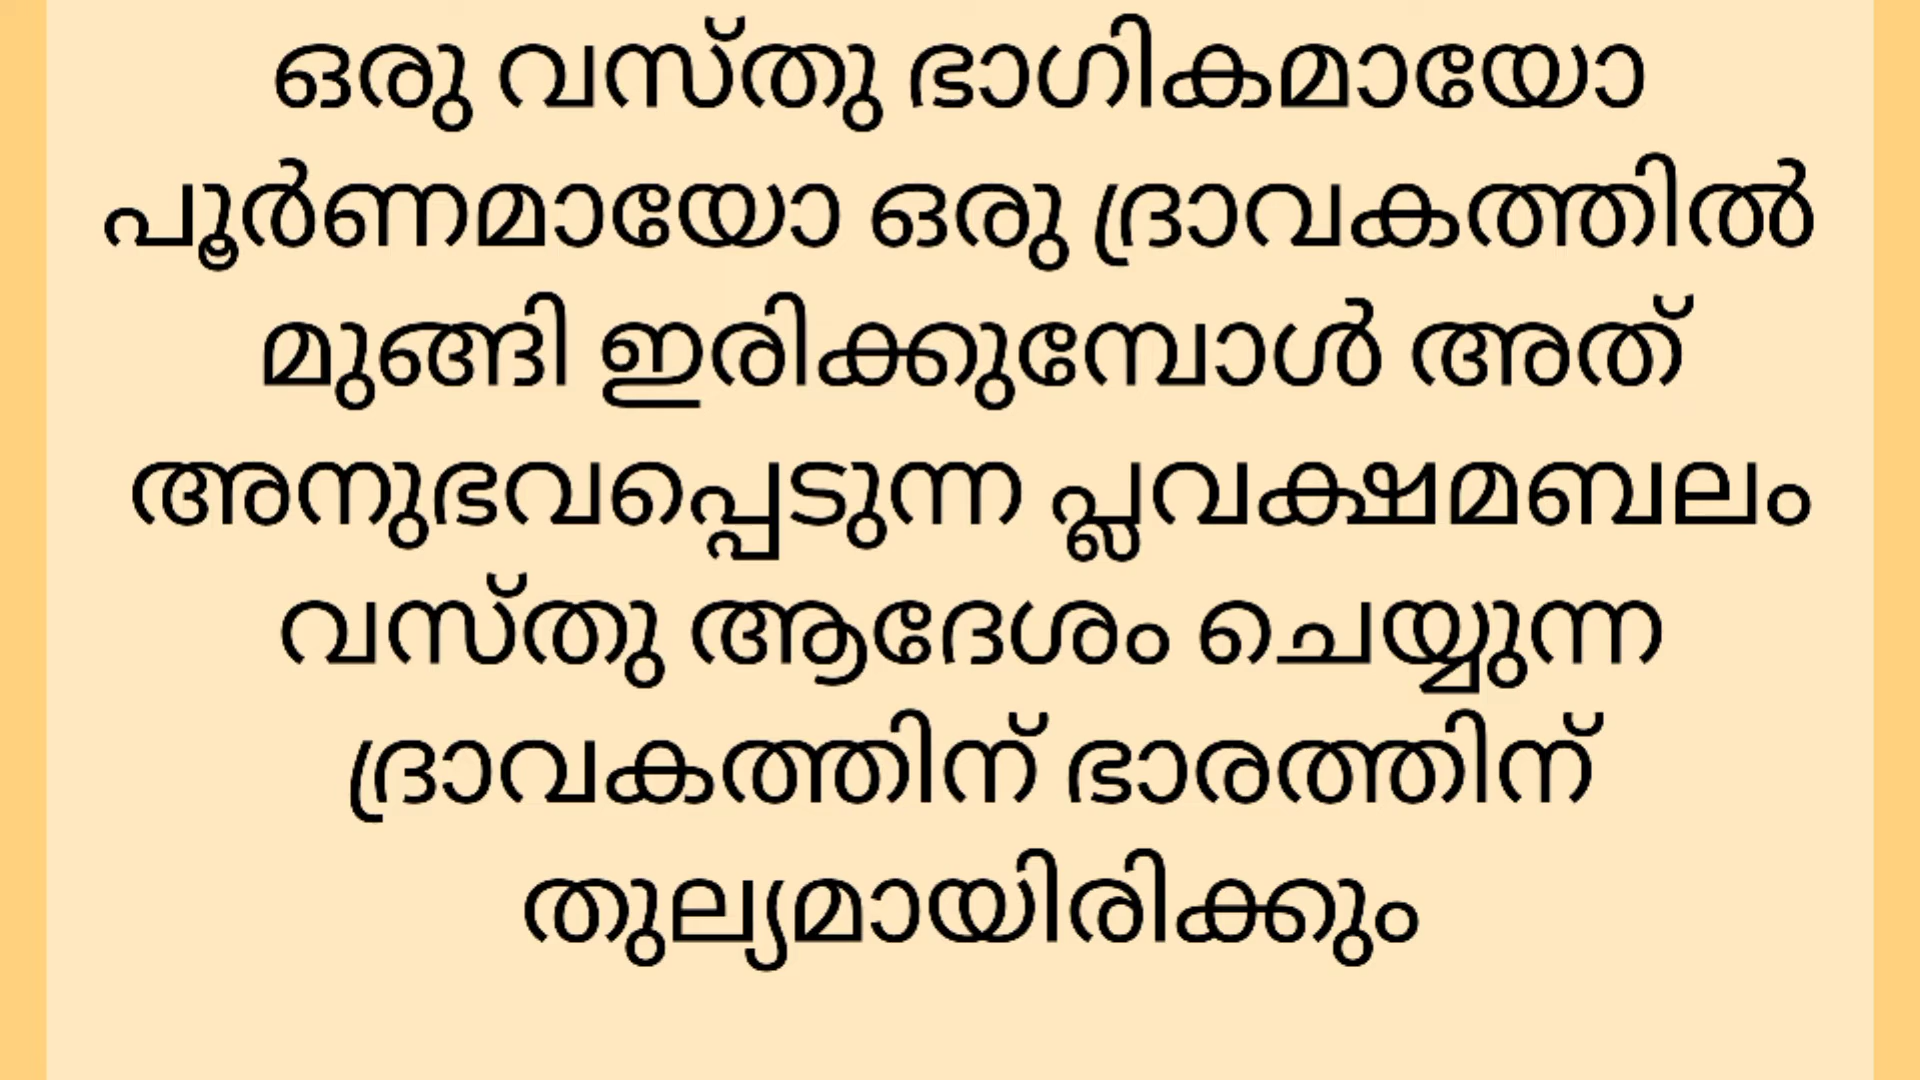 ഒരു വസ്തു ഭാഗികമായോ
പൂർണമായോ ഒരു ദ്രാവകത്തിൽ
മുങ്ങി ഇരിക്കുമ്പോൾ അത്
അനുഭവപ്പെടുന്ന പ്ലവക്ഷമബലം
വസ്തു ആദേശം ചെയ്യുന്ന
ദ്രാവകത്തിന് ഭാരത്തിന്
തുല്യമായിരിക്കും